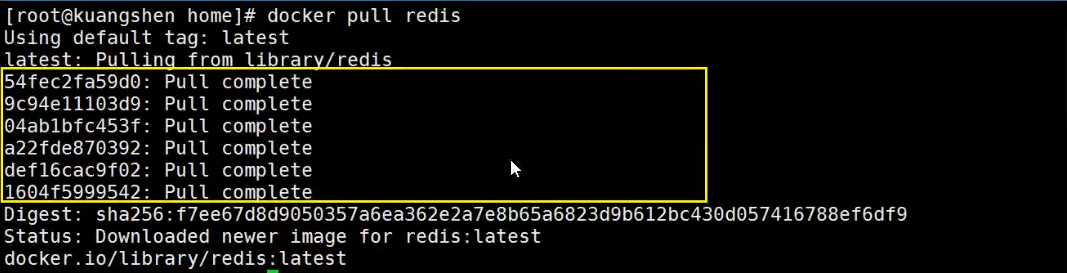 [root@kuangshen home]# docker pull redis
Using default tag: latest
latest: Pulling from library/redis
54fec2fa59d0: Pull complete
9c94e11103d9: Pull complete
04ab1bfc453f: Pull complete
a22fde870392: Pull complete
def16cac9f02: Pull complete
1604f5999542: Pull complete
Digest: sha256:f7ee67d8d9050357a6ea362e2a7e8b65a6823d9b612bc430d057416788ef6df9
Status: Downloaded newer image for redis:latest
docker.io/library/redis:latest